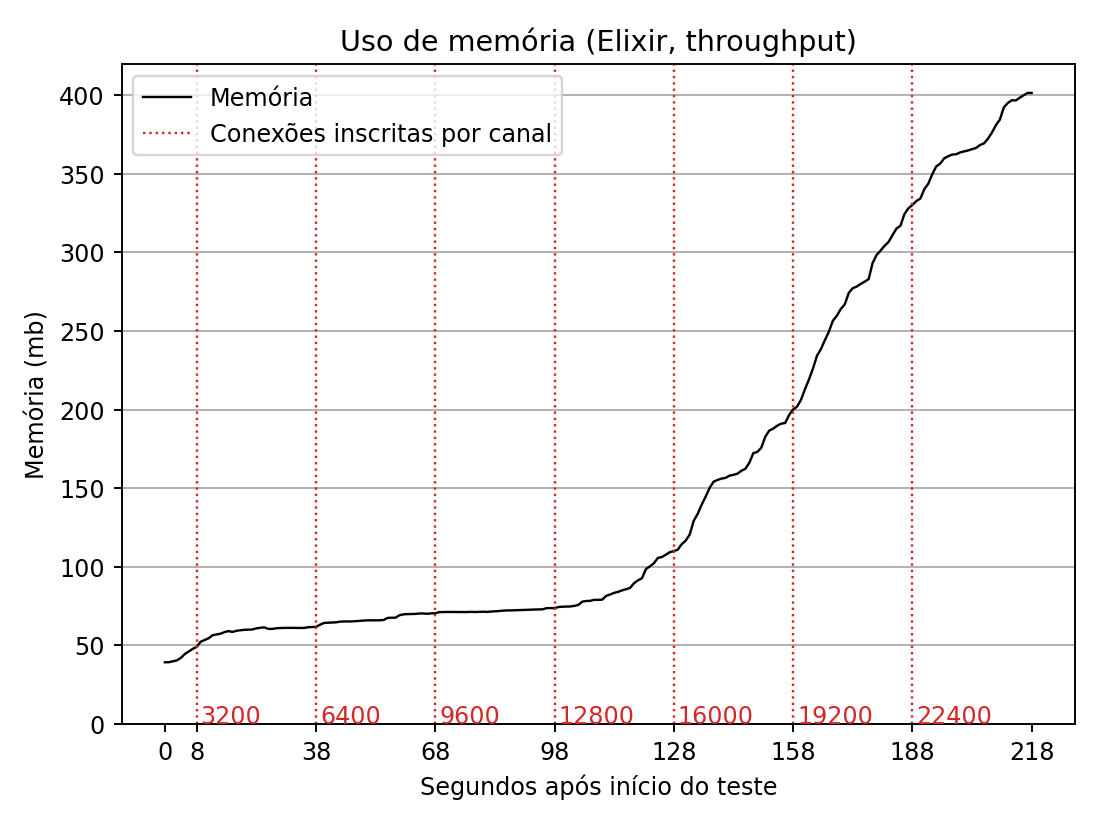 Uso de memória (Elixir, throughput)
Memória
Conexões inscritas por canal
Memória (mb)
400
350
300
250
200
150
100
50
0
3200 6400 9600 12800 16000 19200 22400
0 8 38 68 98 128 158 188 218
Segundos após início do teste